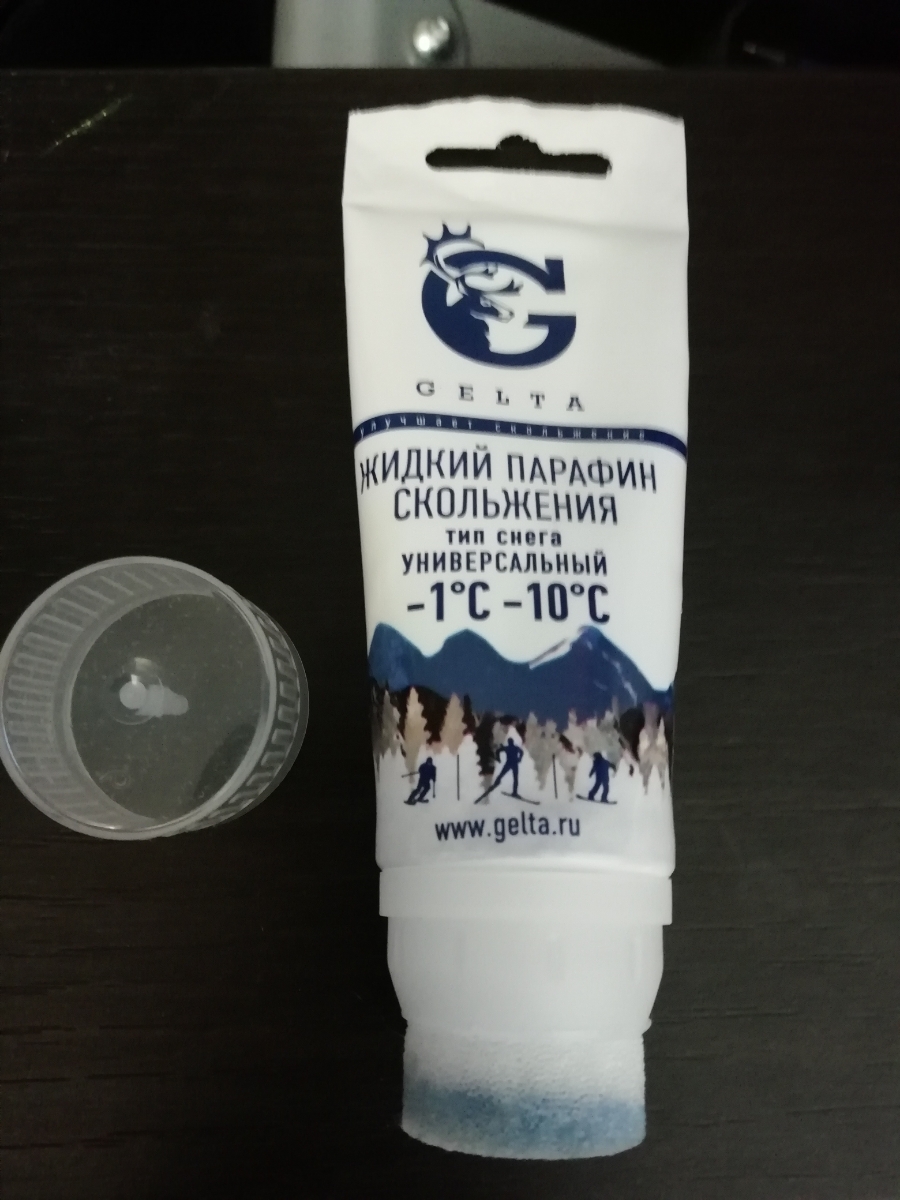 GELTA
улучшает скольжение
ЖИДКИЙ ПАРАФИН
СКОЛЬЖЕНИЯ
тип снега
УНИВЕРСАЛЬНЫЙ
-1°C -10°C
www.gelta.ru